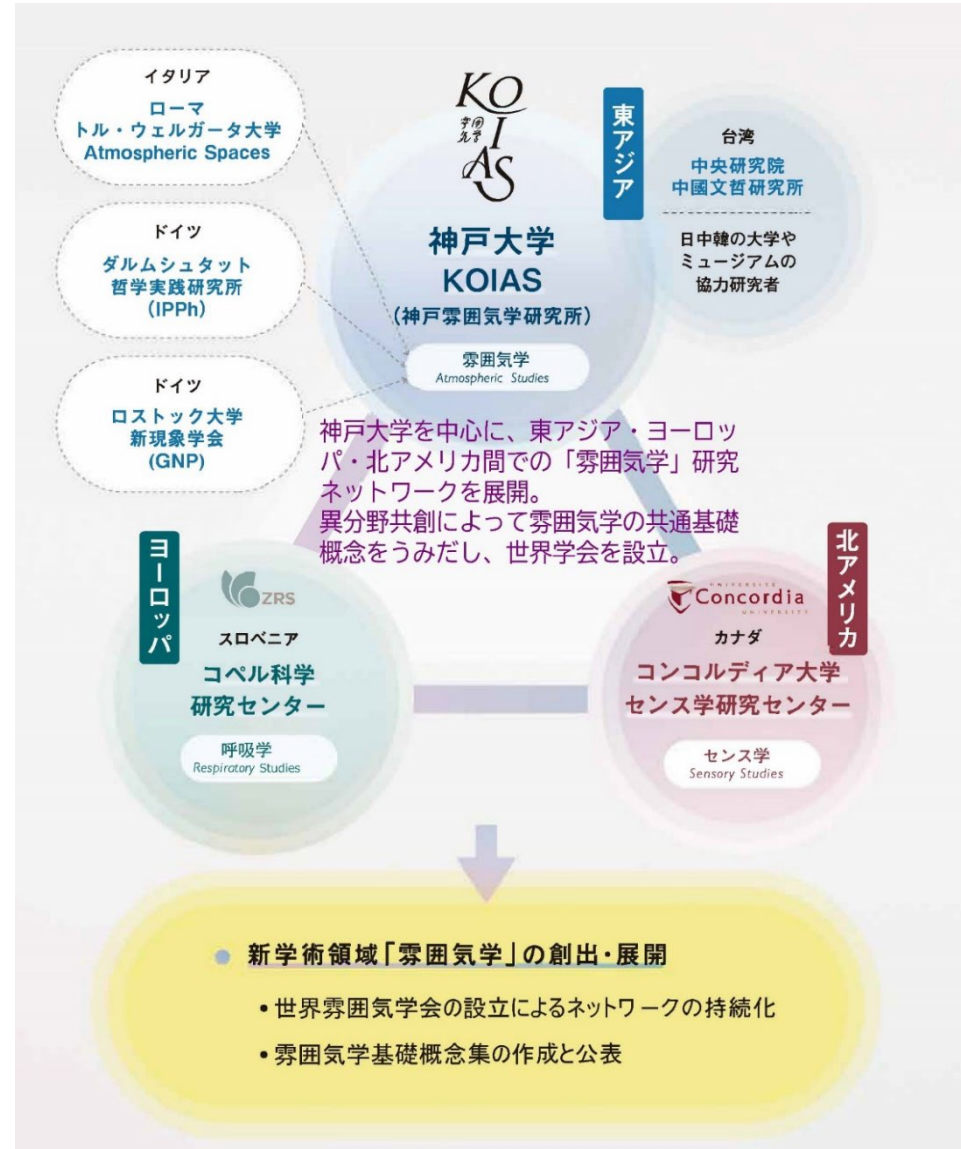 イタリア
ローマ
トル・ウェルガータ大学
Atmospheric Spaces
ドイツ
ダルムシュタット
哲学実践研究所
(IPPh)
ドイツ
ロストック大学
新現象学会
(GNP)
KO
雰囲 I
気学
AS
神戸大学
KOIAS
(神戸雰囲気学研究所)
雰囲気学
Atmospheric Studies
東アジア
台湾
中央研究院
中國文哲研究所
日中韓の大学や
ミュージアムの
協力研究者
神戸大学を中心に、東アジア・ヨーロッ
パ・北アメリカ間での「雰囲気学」研究
ネットワークを展開。
異分野共創によって雰囲気学の共通基礎
概念をうみだし、世界学会を設立。
ヨーロッパ
ZRS
スロベニア
コペル科学
研究センター
呼吸学
Respiratory Studies
北アメリカ
UNIVERSITÉ
Concordia
UNIVERSITY
カナダ
コンコルディア大学
センス学研究センター
センス学
Sensory Studies
● 新学術領域「雰囲気学」の創出・展開
• 世界雰囲気学会の設立によるネットワークの持続化
• 雰囲気学基礎概念集の作成と公表